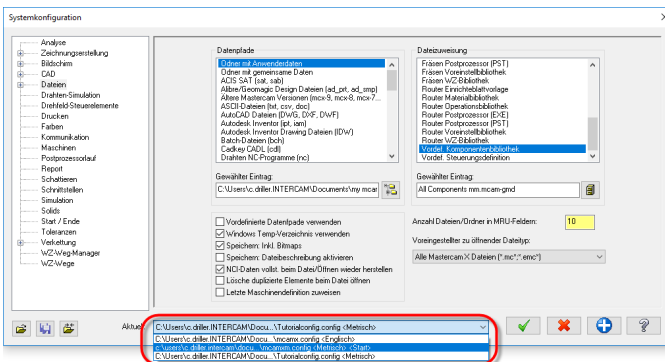 Systemkonfiguration
Analyse
Zeichnungserstellung
Bildschirm
CAD
Dateien
Drahten-Simulation
Drehfeld-Steuerelemente
Drucken
Farben
Kommunikation
Maschinen
Postprozessorlauf
Report
Schattieren
Schnittstellen
Simulation
Solids
Start / Ende
Toleranzen
Verkettung
WZ-Weg-Manager
WZ-Wege
Datenpfade
Ordner mit Anwenderdaten
Ordner mit gemeinsame Daten
ACIS SAT (sat, sab)
Alibre/Geomagic Design Dateien (ad_prt, ad_smp)
Ältere Mastercam Versionen (mcx-9, mcx-8, mcx-7...
ASCII-Dateien (txt, csv, doc)
AutoCAD Dateien (DWG, DXF, DWF)
Autodesk Inventor (ipt, iam)
Autodesk Inventor Drawing Dateien (IDW)
Batch-Dateien (bch)
Cadkey CADL (cdl)
Drahten NC-Programme (nc)
Gewählter Eintrag:
C:\Users\c.driller.INTERCAM\Documents\my mcar
Dateizuweisung
Fräsen Postprozessor (PST)
Fräsen Voreinstellbibliothek
Fräsen WZ-Bibliothek
Router Einrichteblattvorlage
Router Materialbibliothek
Router Operationsbibliothek
Router Postprozessor (EXE)
Router Postprozessor (PST)
Router Voreinstellbibliothek
Router WZ-Bibliothek
Vordef. Komponentenbibliothek
Vordef. Steuerungsdefinition
Gewählter Eintrag:
All Components mm.mcam-gmd
Vordefinierte Datentpfade verwenden
Windows Temp-Verzeichnis verwenden
Speichern: Inkl. Bitmaps
Speichern: Dateibeschreibung aktivieren
NCI-Daten vollst. beim Datei/Öffnen wieder herstellen
Lösche duplizierte Elemente beim Datei öffnen
Letzte Maschinendefinition zuweisen
Anzahl Dateien/Ordner in MRU-Feldern: 10
Voreingestellter zu öffnender Dateityp:
Alle Mastercam X Dateien (*.mc*;*.emc*)
Aktue
C:\Users\c.driller.INTERCAM\Docu...\Tutorialconfig.config <Metrisch>
C:\Users\c.driller.INTERCAM\Docu...\mcamx.config <Englisch>
c:\users\c.driller.intercam\docu...\mcamxm.config <Metrisch> <Start>
C:\Users\c.driller.INTERCAM\Docu...\Tutorialconfig.config <Metrisch>